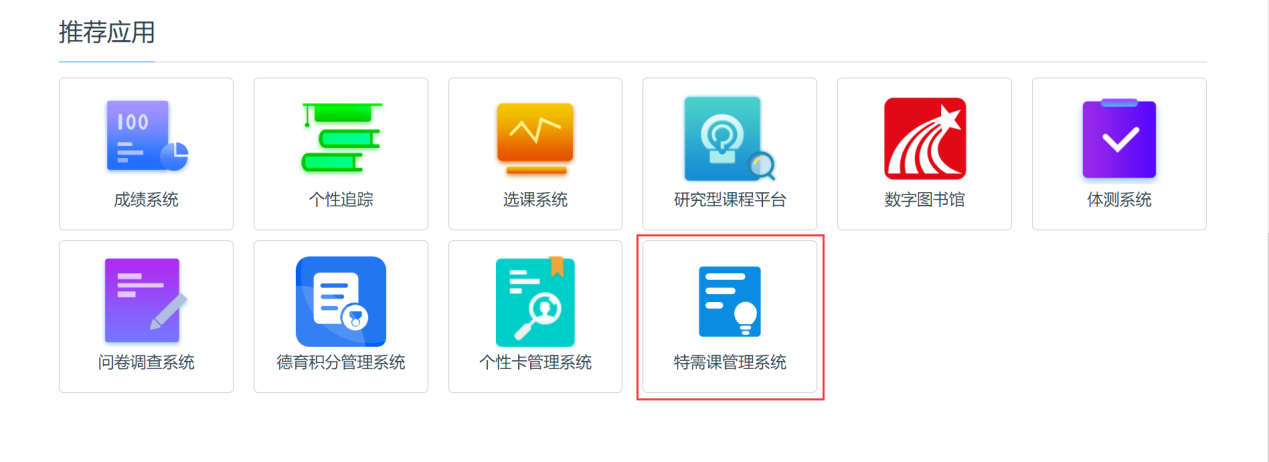 推荐应用
100
成绩系统
个性追踪
选课系统
研究型课程平台
数字图书馆
体测系统
问卷调查系统
德育积分管理系统
个性卡管理系统
特需课管理系统